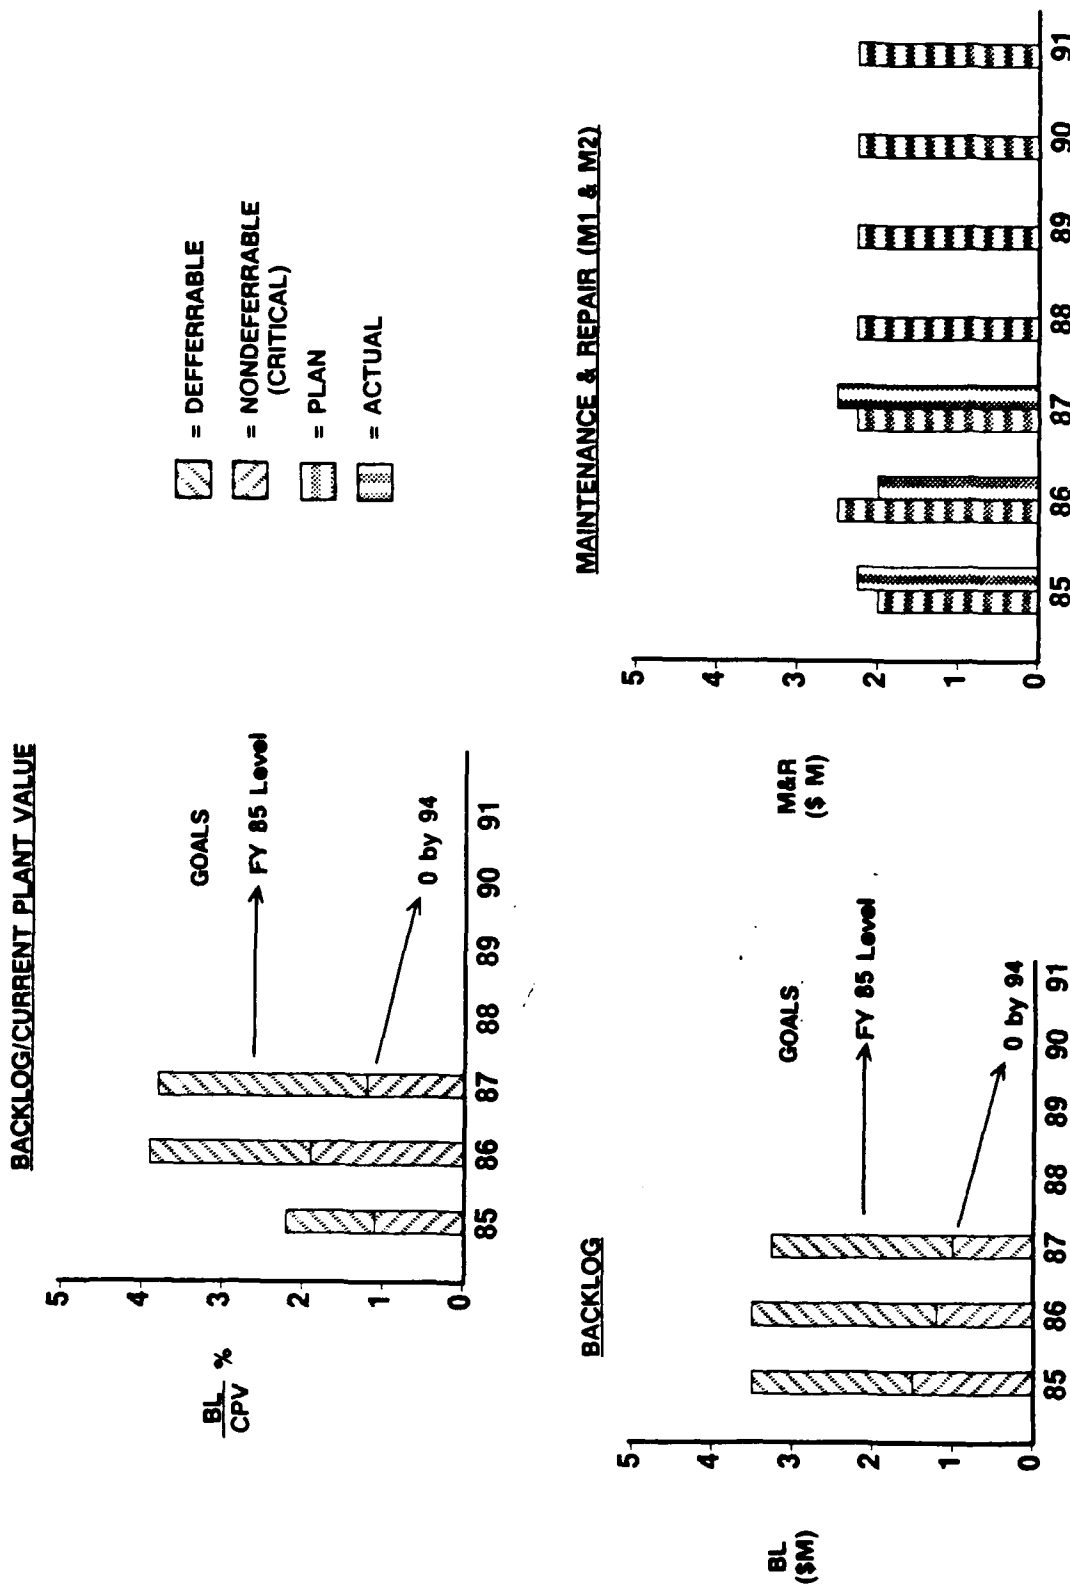 BACKLOG/CURRENT PLANT VALUE
BL %
CPV
5
4
3
2
1
0
85
86
87
88
89
90
91
GOALS
FY 85 Level
0 by 94
= DEFFERRABLE
= NONDEFERRABLE
(CRITICAL)
= PLAN
= ACTUAL
BACKLOG
BL
($M)
5
4
3
2
1
0
85
86
87
88
89
90
91
GOALS
FY 85 Level
0 by 94
MAINTENANCE & REPAIR (M1 & M2)
M&R
($ M)
5
4
3
2
1
0
85
86
87
88
89
90
91